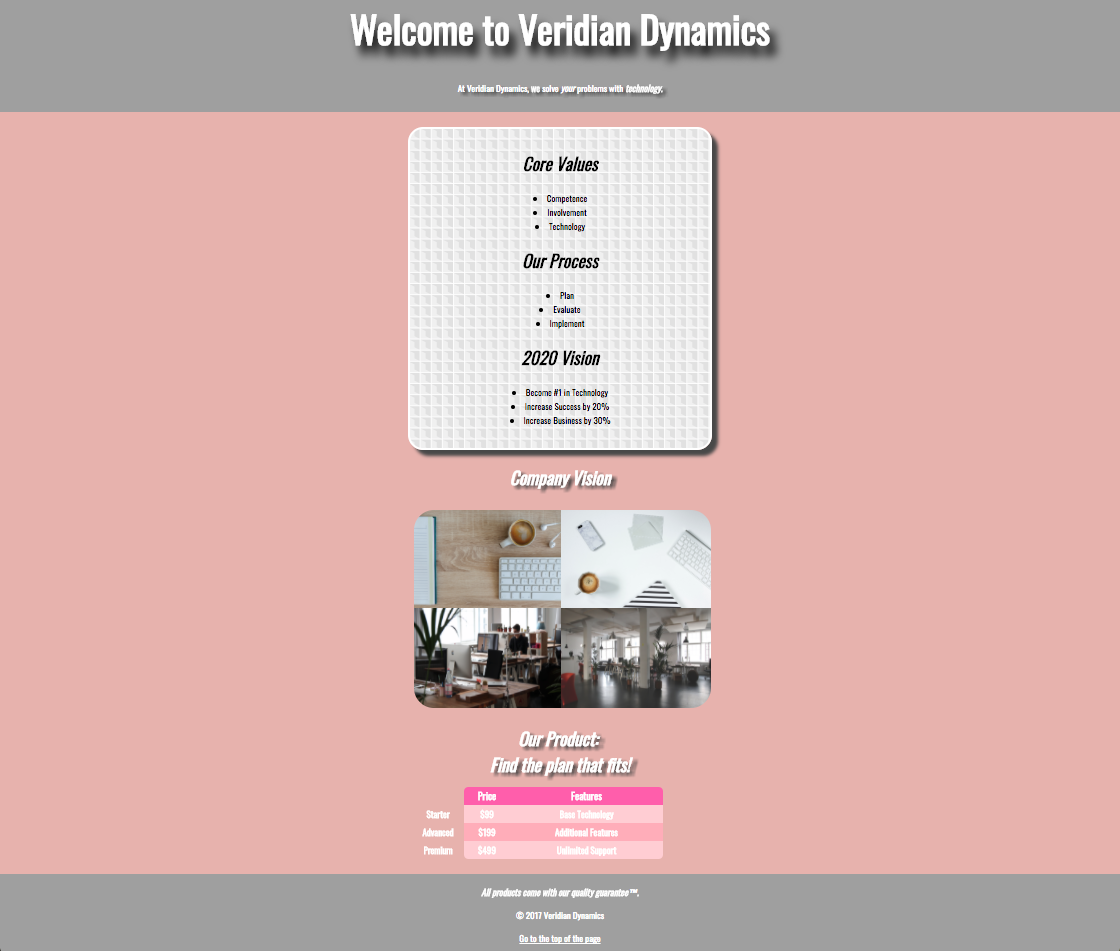 Welcome to Veridian Dynamics
At Veridian Dynamics, we solve your problems with technology.
Core Values
Competence
Involvement
Technology
Our Process
Plan
Evaluate
Implement
2020 Vision
Become #1 in Technology
Increase Success by 20%
Increase Business by 30%
Company Vision
Our Product:
Find the plan that fits!
Price Features
Starter $99 Base Technology
Advanced $199 Additional Features
Premium $499 Unlimited Support
All products come with our quality guarantee™.
© 2017 Veridian Dynamics
Go to the top of the page